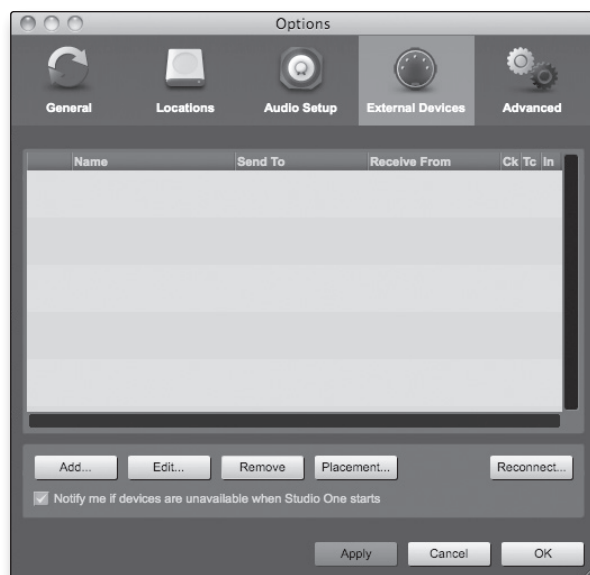 Options
General Locations Audio Setup External Devices Advanced
Name Send To Receive From Ck Tc In
Add... Edit... Remove Placement... Reconnect...
Notify me if devices are unavailable when Studio One starts
Apply Cancel OK